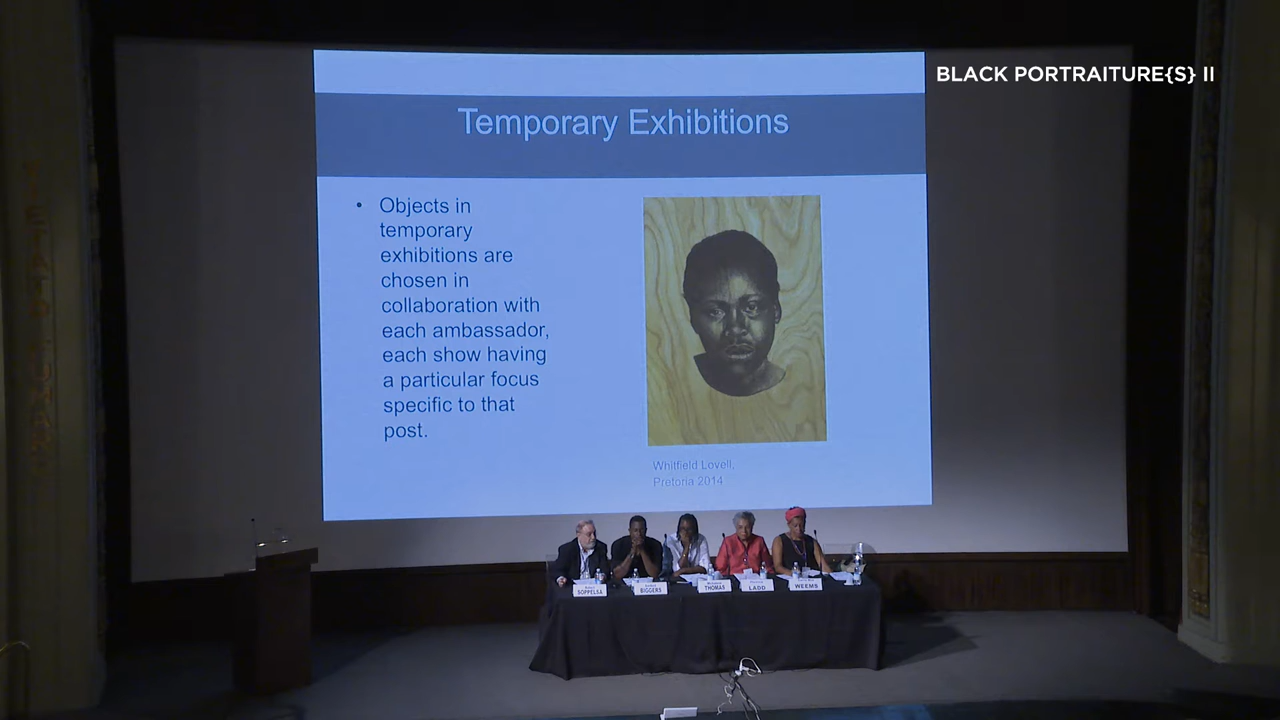 BLACK PORTRAITURE{S} II
Temporary Exhibitions
• Objects in
temporary
exhibitions are
chosen in
collaboration with
each ambassador,
each show having
a particular focus
specific to that
post.
Whitfield Lovell,
Pretoria 2014
SOPPELSA
BIGGERS
THOMAS
LADD
WEEMS